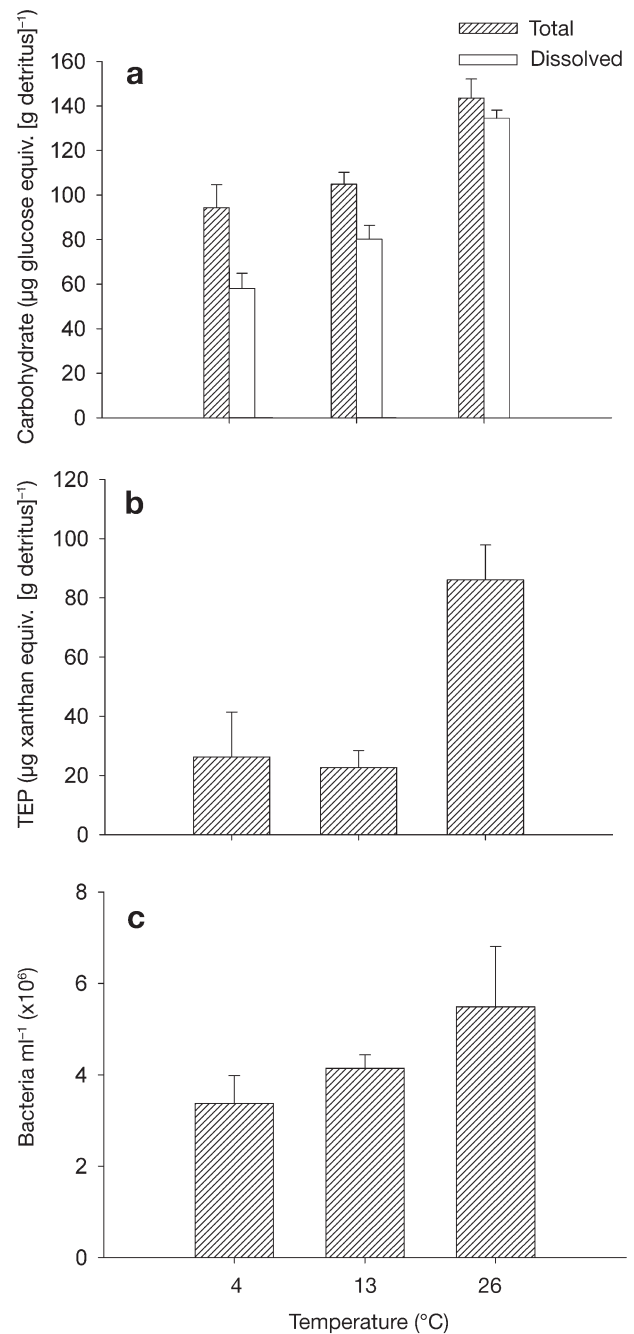 Total
Dissolved
a
Carbohydrate (µg glucose equiv. [g detritus]⁻¹)
160
140
120
100
80
60
40
20
0
b
TEP (µg xanthan equiv. [g detritus]⁻¹)
120
100
80
60
40
20
0
c
Bacteria ml⁻¹ (x10⁶)
8
6
4
2
0
4 13 26
Temperature (°C)